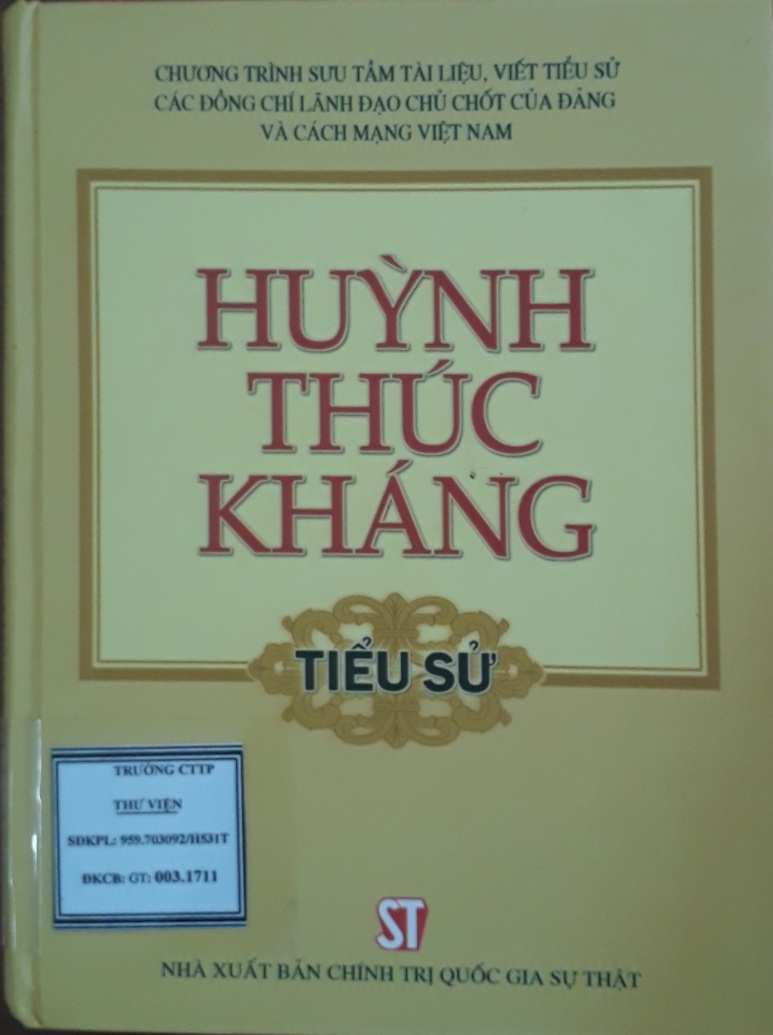 CHƯƠNG TRÌNH SƯU TẦM TÀI LIỆU, VIẾT TIỂU SỬ
CÁC ĐỒNG CHÍ LÃNH ĐẠO CHỦ CHỐT CỦA ĐẢNG
VÀ CÁCH MẠNG VIỆT NAM
HUỲNH
THÚC
KHÁNG
TIỂU SỬ
TRƯỜNG CTTP
THƯ VIỆN
SĐKPL: 959.703092/H531T
ĐKCB: GT: 003.1711
ST
NHÀ XUẤT BẢN CHÍNH TRỊ QUỐC GIA SỰ THẬT